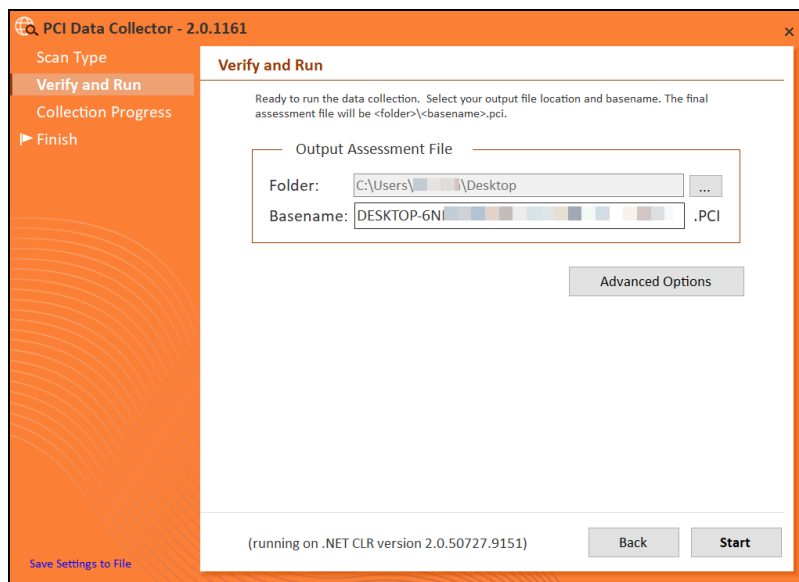 PCI Data Collector - 2.0.1161
Scan Type
Verify and Run
Collection Progress
Finish
Verify and Run
Ready to run the data collection. Select your output file location and basename. The final
assessment file will be <folder>\<basename>.pci.
Output Assessment File
Folder: C:\Users\ \Desktop ...
Basename: DESKTOP-6N .PCI
Advanced Options
(running on .NET CLR version 2.0.50727.9151) Back Start
Save Settings to File